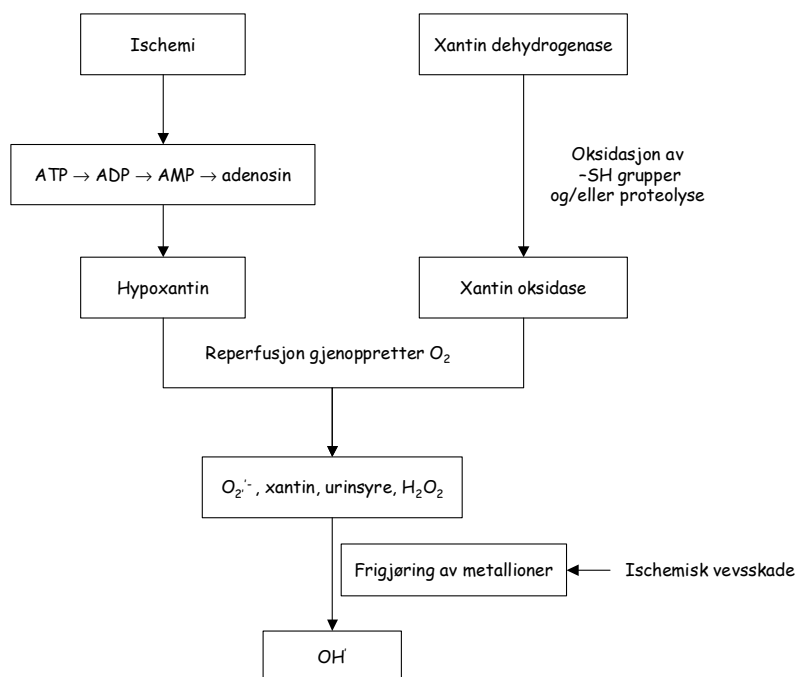 Ischemi
Xantin dehydrogenase
ATP → ADP → AMP → adenosin
Oksidasjon av
–SH grupper
og/eller proteolyse
Hypoxantin
Xantin oksidase
Reperfusjon gjenoppretter O₂
O₂·⁻, xantin, urinsyre, H₂O₂
Frigjøring av metallioner
Ischemisk vevsskade
OH·